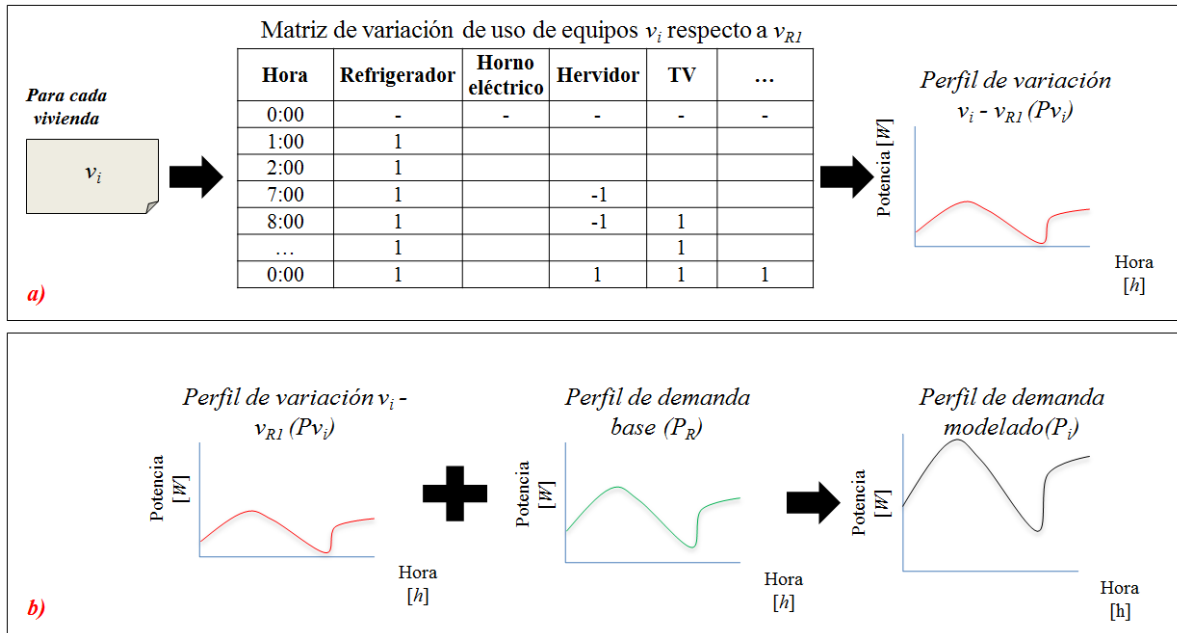 Matriz de variación de uso de equipos vi respecto a vR1
Para cada
vivienda
vi
Hora Refrigerador Horno eléctrico Hervidor TV …
0:00 - - - - -
1:00 1
2:00 1
7:00 1 -1
8:00 1 -1 1
… 1 1
0:00 1 1 1 1
Perfil de variación
vi - vR1 (Pvi)
Potencia [W]
Hora
[h]
a)
Perfil de variación vi -
vR1 (Pvi)
Potencia
[W]
Hora
[h]
Perfil de demanda
base (PR)
Potencia
[W]
Hora
[h]
Perfil de demanda
modelado(Pi)
Potencia
[W]
Hora
[h]
b)